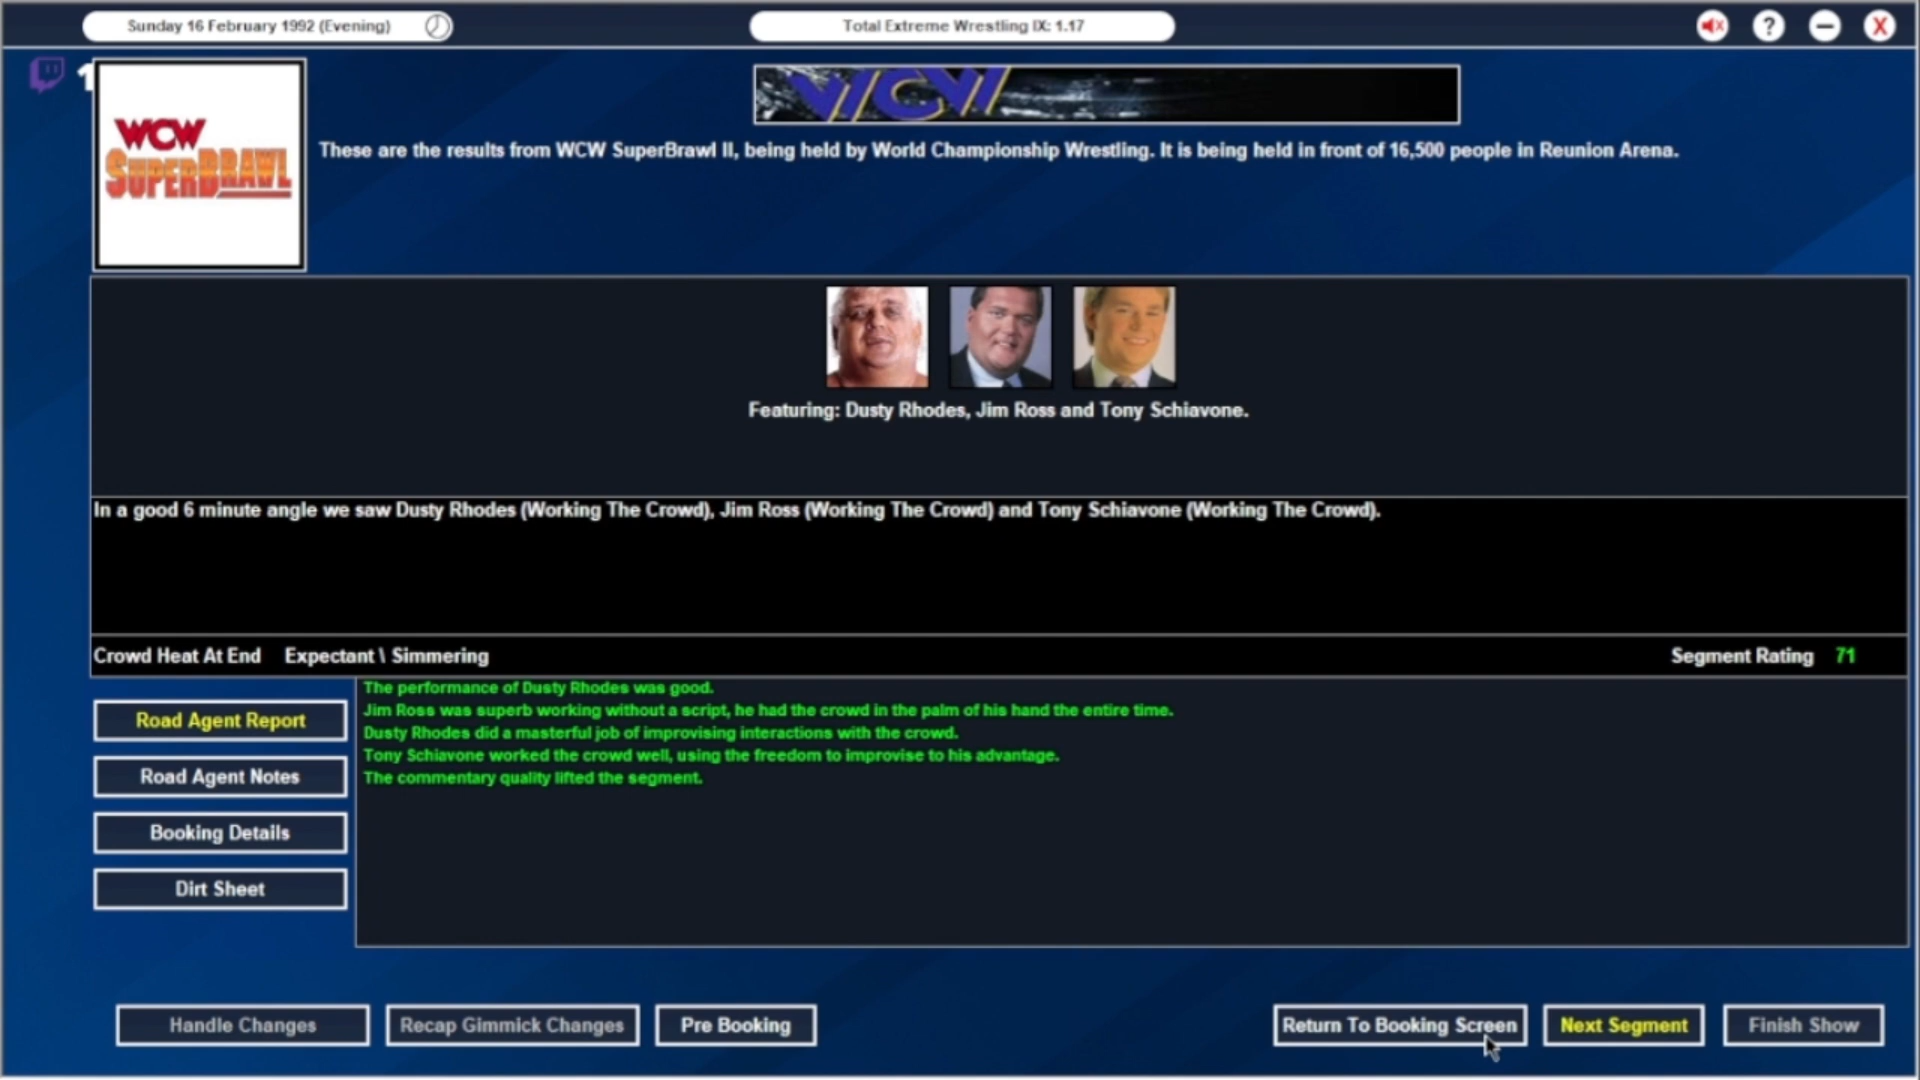 Sunday 16 February 1992 (Evening)
Total Extreme Wrestling IX: 1.17
?
X
1
WCW
SUPERBRAWL
WCW
These are the results from WCW SuperBrawl II, being held by World Championship Wrestling. It is being held in front of 16,500 people in Reunion Arena.
Featuring: Dusty Rhodes, Jim Ross and Tony Schiavone.
In a good 6 minute angle we saw Dusty Rhodes (Working The Crowd), Jim Ross (Working The Crowd) and Tony Schiavone (Working The Crowd).
Crowd Heat At End Expectant \ Simmering
Segment Rating 71
Road Agent Report
Road Agent Notes
Booking Details
Dirt Sheet
The performance of Dusty Rhodes was good.
Jim Ross was superb working without a script, he had the crowd in the palm of his hand the entire time.
Dusty Rhodes did a masterful job of improvising interactions with the crowd.
Tony Schiavone worked the crowd well, using the freedom to improvise to his advantage.
The commentary quality lifted the segment.
Handle Changes
Recap Gimmick Changes
Pre Booking
Return To Booking Screen
Next Segment
Finish Show